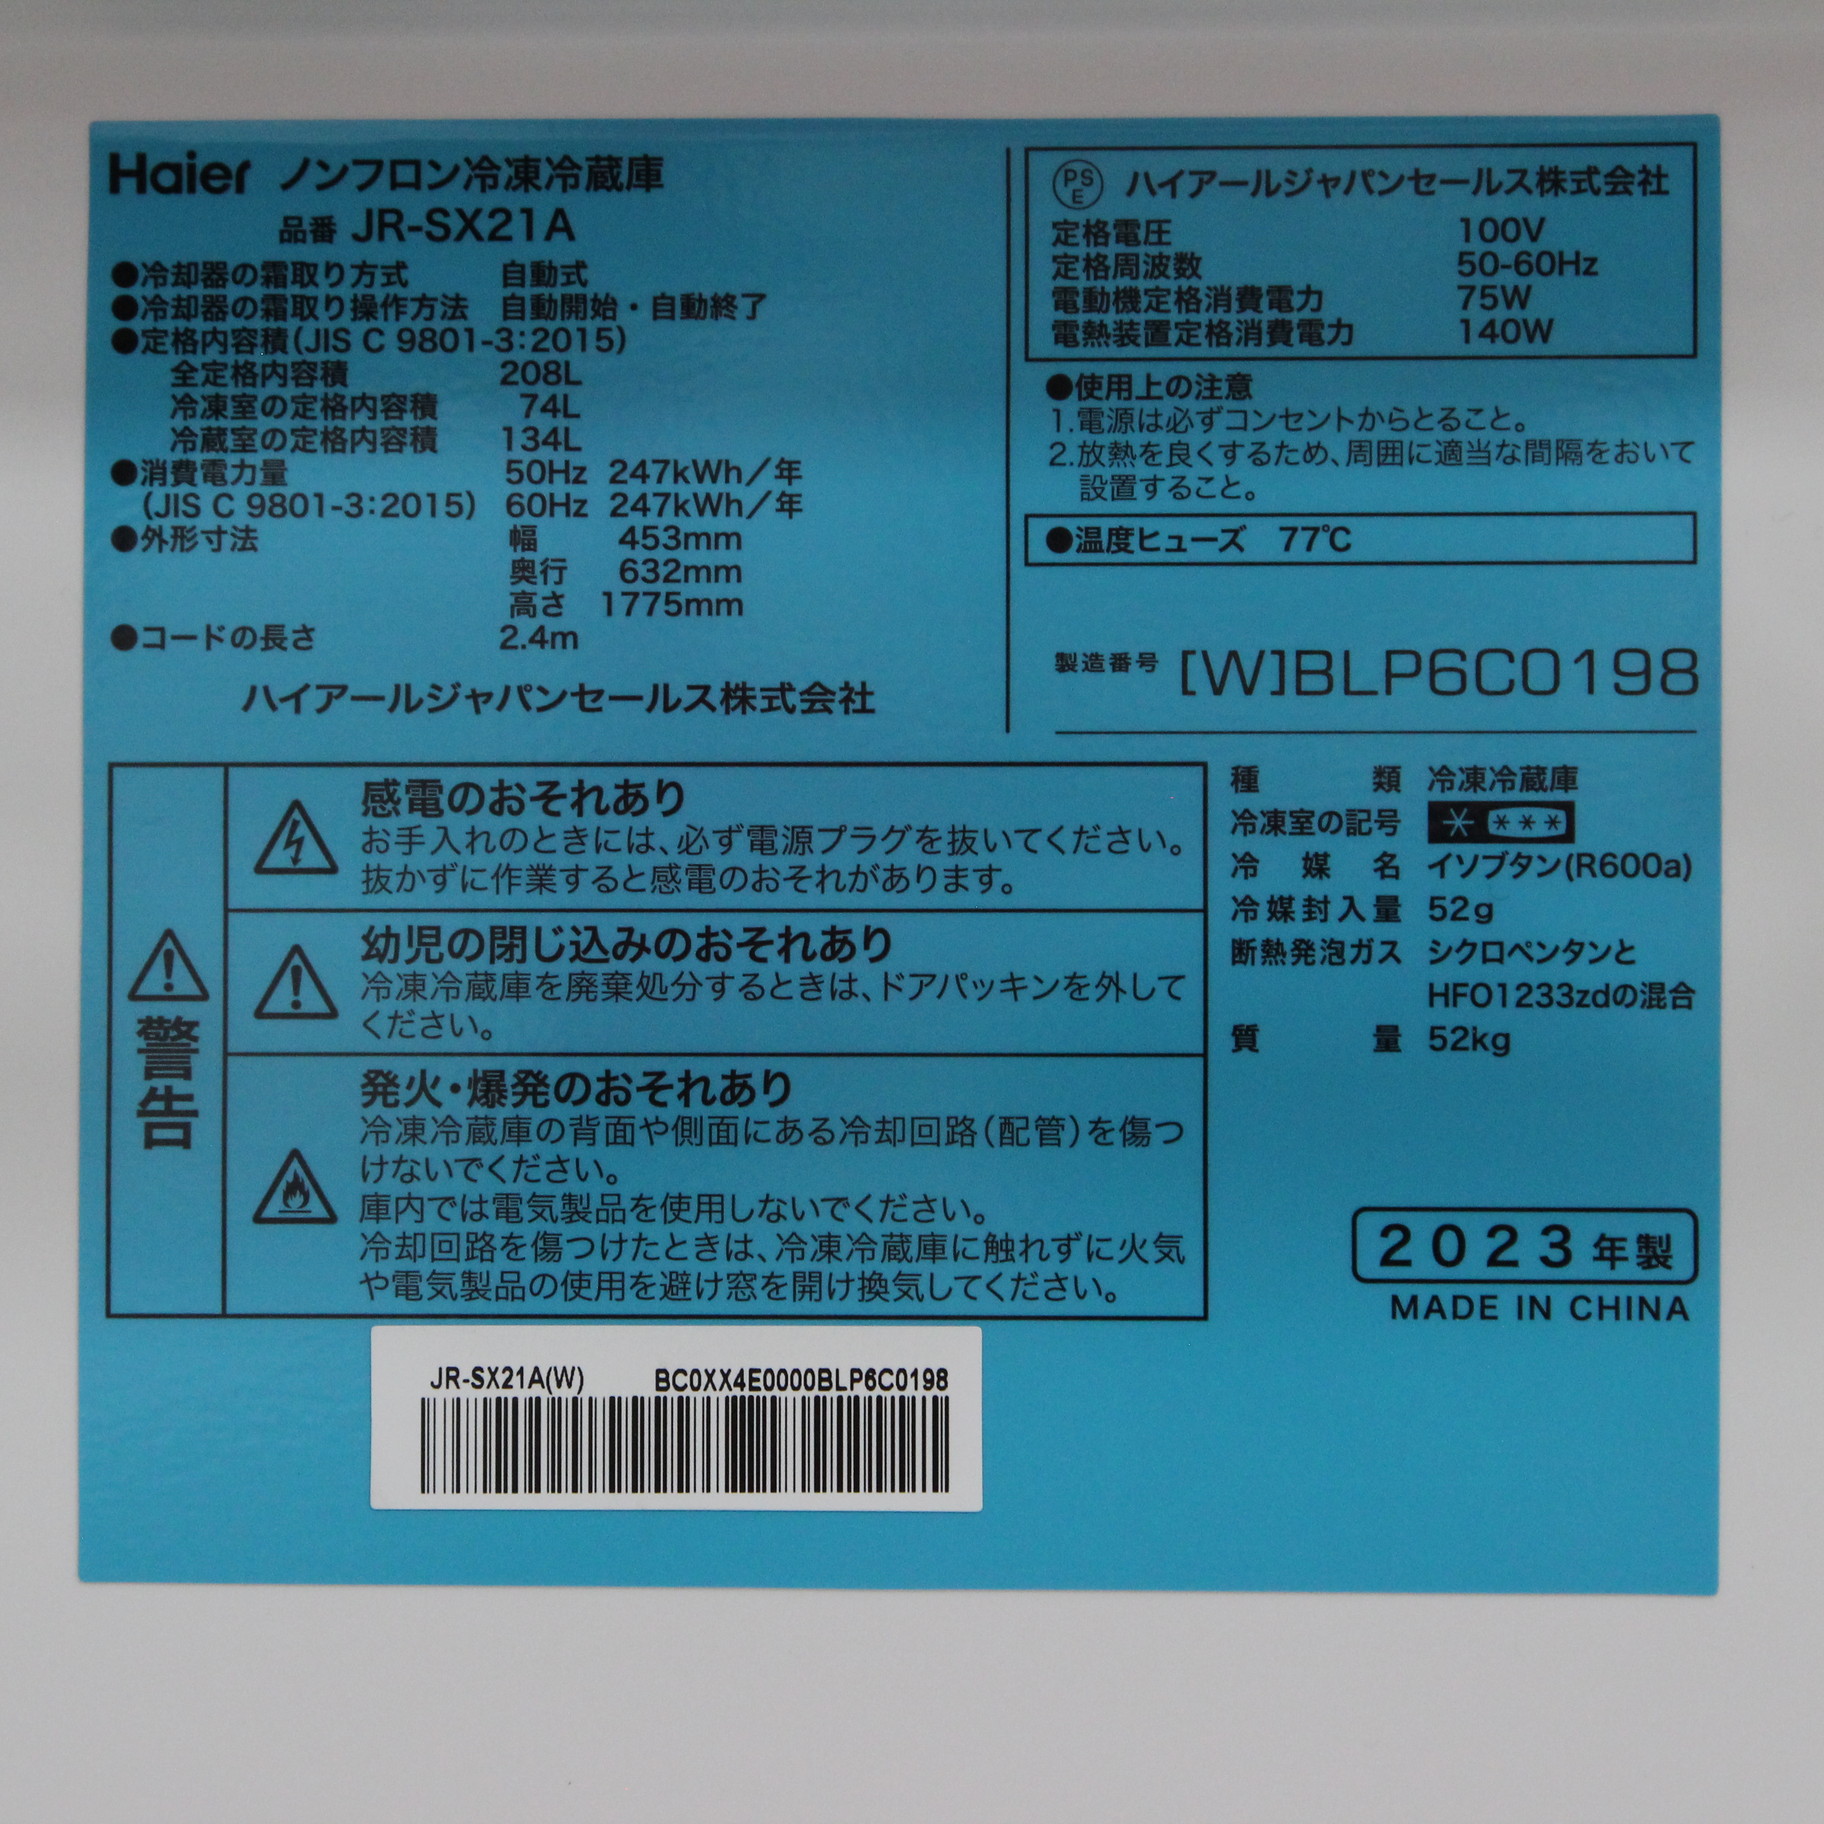 Haier ノンフロン冷凍冷蔵庫
品番 JR-SX21A
●冷却器の霜取り方式 自動式
●冷却器の霜取り操作方法 自動開始・自動終了
●定格内容積(JIS C 9801-3:2015)
全定格内容積 208L
冷凍室の定格内容積 74L
冷蔵室の定格内容積 134L
●消費電力量 50Hz 247kWh/年
(JIS C 9801-3:2015) 60Hz 247kWh/年
●外形寸法 幅 453mm
奥行 632mm
高さ 1775mm
●コードの長さ 2.4m
ハイアールジャパンセールス株式会社
PS E ハイアールジャパンセールス株式会社
定格電圧 100V
定格周波数 50-60Hz
電動機定格消費電力 75W
電熱装置定格消費電力 140W
●使用上の注意
1.電源は必ずコンセントからとること。
2.放熱を良くするため、周囲に適当な間隔をおいて
設置すること。
●温度ヒューズ 77℃
製造番号 [W]BLP6C0198
警告
感電のおそれあり
お手入れのときには、必ず電源プラグを抜いてください。
抜かずに作業すると感電のおそれがあります。
幼児の閉じ込みのおそれあり
冷凍冷蔵庫を廃棄処分するときは、ドアパッキンを外して
ください。
発火・爆発のおそれあり
冷凍冷蔵庫の背面や側面にある冷却回路(配管)を傷つ
けないでください。
庫内では電気製品を使用しないでください。
冷却回路を傷つけたときは、冷凍冷蔵庫に触れずに火気
や電気製品の使用を避け窓を開け換気してください。
種類 冷凍冷蔵庫
冷凍室の記号 * ***
冷媒名 イソブタン(R600a)
冷媒封入量 52g
断熱発泡ガス シクロペンタンと
HFO1233zdの混合
質量 52kg
2023年製
MADE IN CHINA
JR-SX21A(W) BC0XX4E0000BLP6C0198